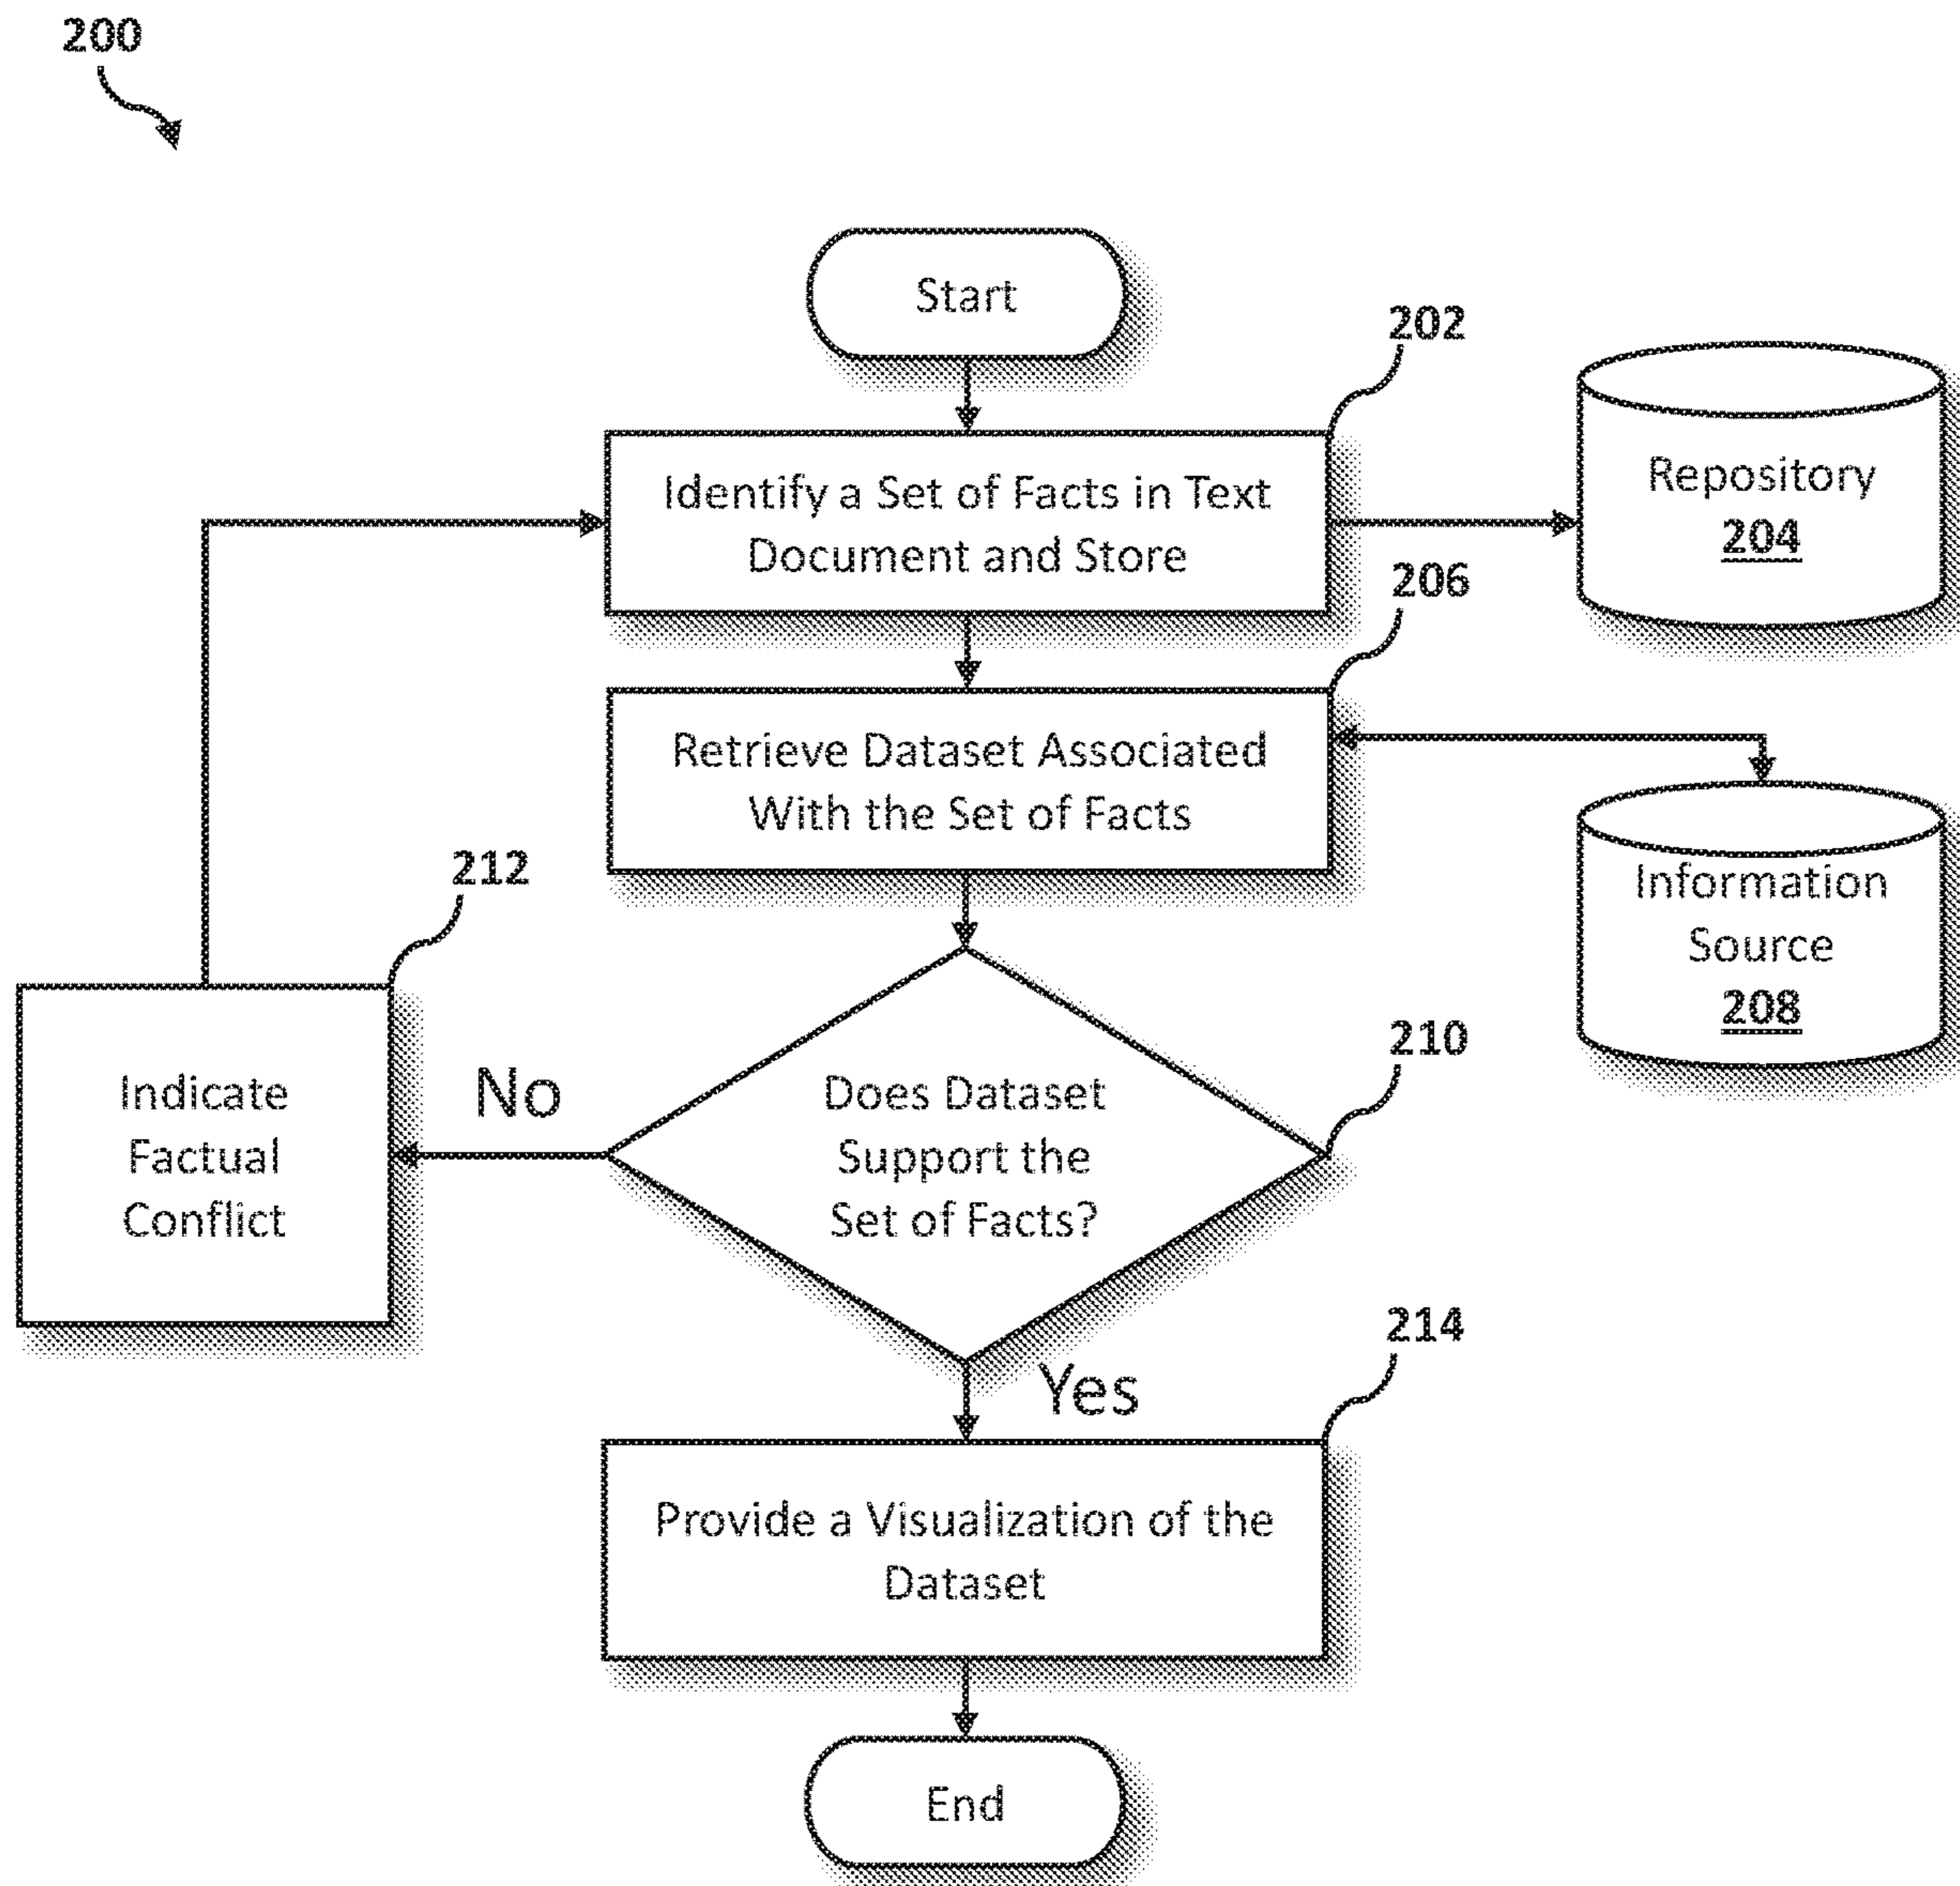 200
Start
202
Identify a Set of Facts in Text
Document and Store
Repository
204
206
Retrieve Dataset Associated
With the Set of Facts
Information
Source
208
212
Indicate
Factual
Conflict
No
210
Does Dataset
Support the
Set of Facts?
Yes
214
Provide a Visualization of the
Dataset
End